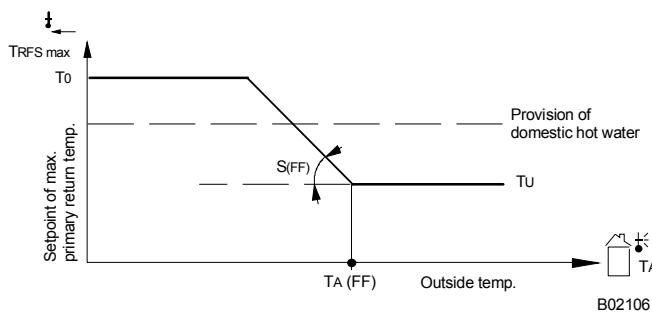 TRFS max
T0
Setpoint of max.
primary return temp.
Provision of
domestic hot water
S(FF)
TU
TA (FF)
Outside temp.
TA
B02106